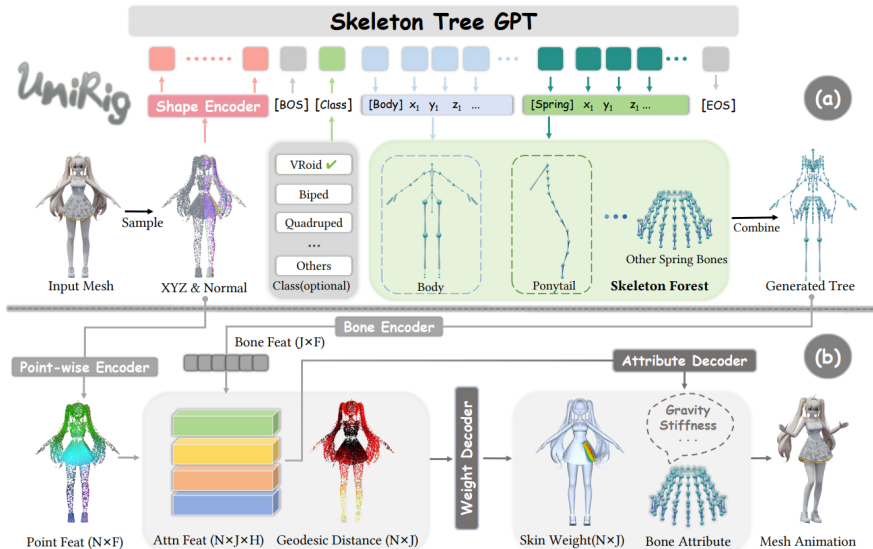 Skeleton Tree GPT
UniRig
Shape Encoder
[BOS]
[Class]
[Body] x₁ y₁ z₁ ...
[Spring] x₁ y₁ z₁ ...
[EOS]
(a)
VRoid ✔
Biped
Quadruped
...
Others
Class(optional)
Sample
Input Mesh
XYZ & Normal
Body
Ponytail
Other Spring Bones
Skeleton Forest
Combine
Generated Tree
Bone Encoder
Bone Feat (J×F)
Point-wise Encoder
Attribute Decoder
(b)
Weight Decoder
Gravity
Stiffness
...
Point Feat (N×F)
Attn Feat (N×J×H)
Geodesic Distance (N×J)
Skin Weight(N×J)
Bone Attribute
Mesh Animation